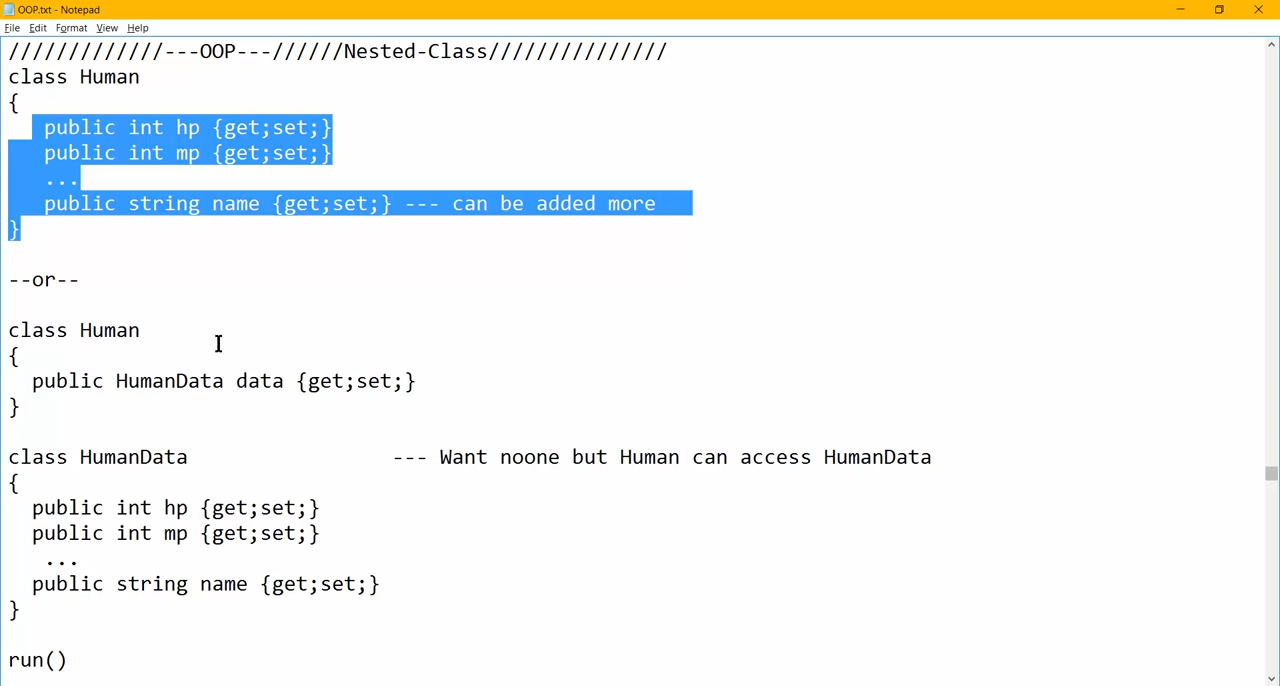 OOP.txt - Notepad
File Edit Format View Help
/////////////---OOP---//////Nested-Class///////////////
class Human
{
public int hp {get;set;}
public int mp {get;set;}
...
public string name {get;set;} --- can be added more
}
--or--
class Human
{
public HumanData data {get;set;}
}
class HumanData --- Want noone but Human can access HumanData
{
public int hp {get;set;}
public int mp {get;set;}
...
public string name {get;set;}
}
run()